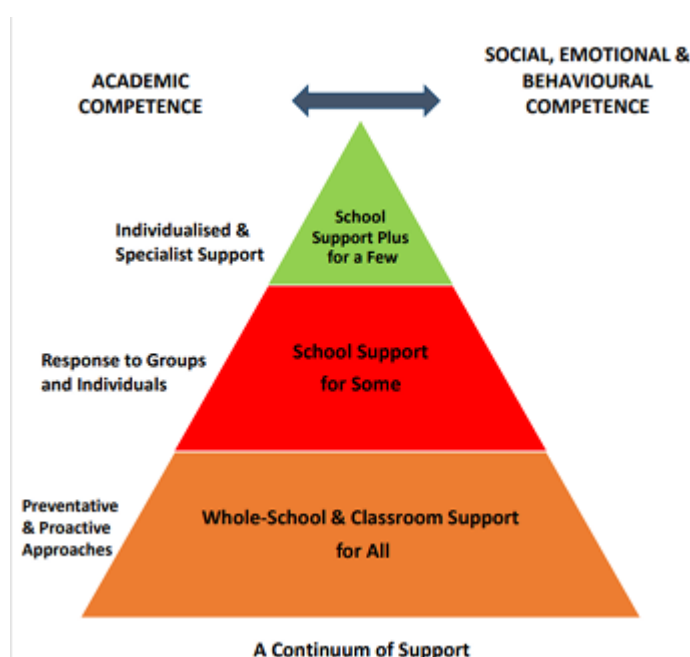 ACADEMIC
COMPETENCE
SOCIAL, EMOTIONAL &
BEHAVIOURAL
COMPETENCE
Individualised &
Specialist Support
School
Support Plus
for a Few
Response to Groups
and Individuals
School Support
for Some
Preventative
& Proactive
Approaches
Whole-School & Classroom Support
for All
A Continuum of Support